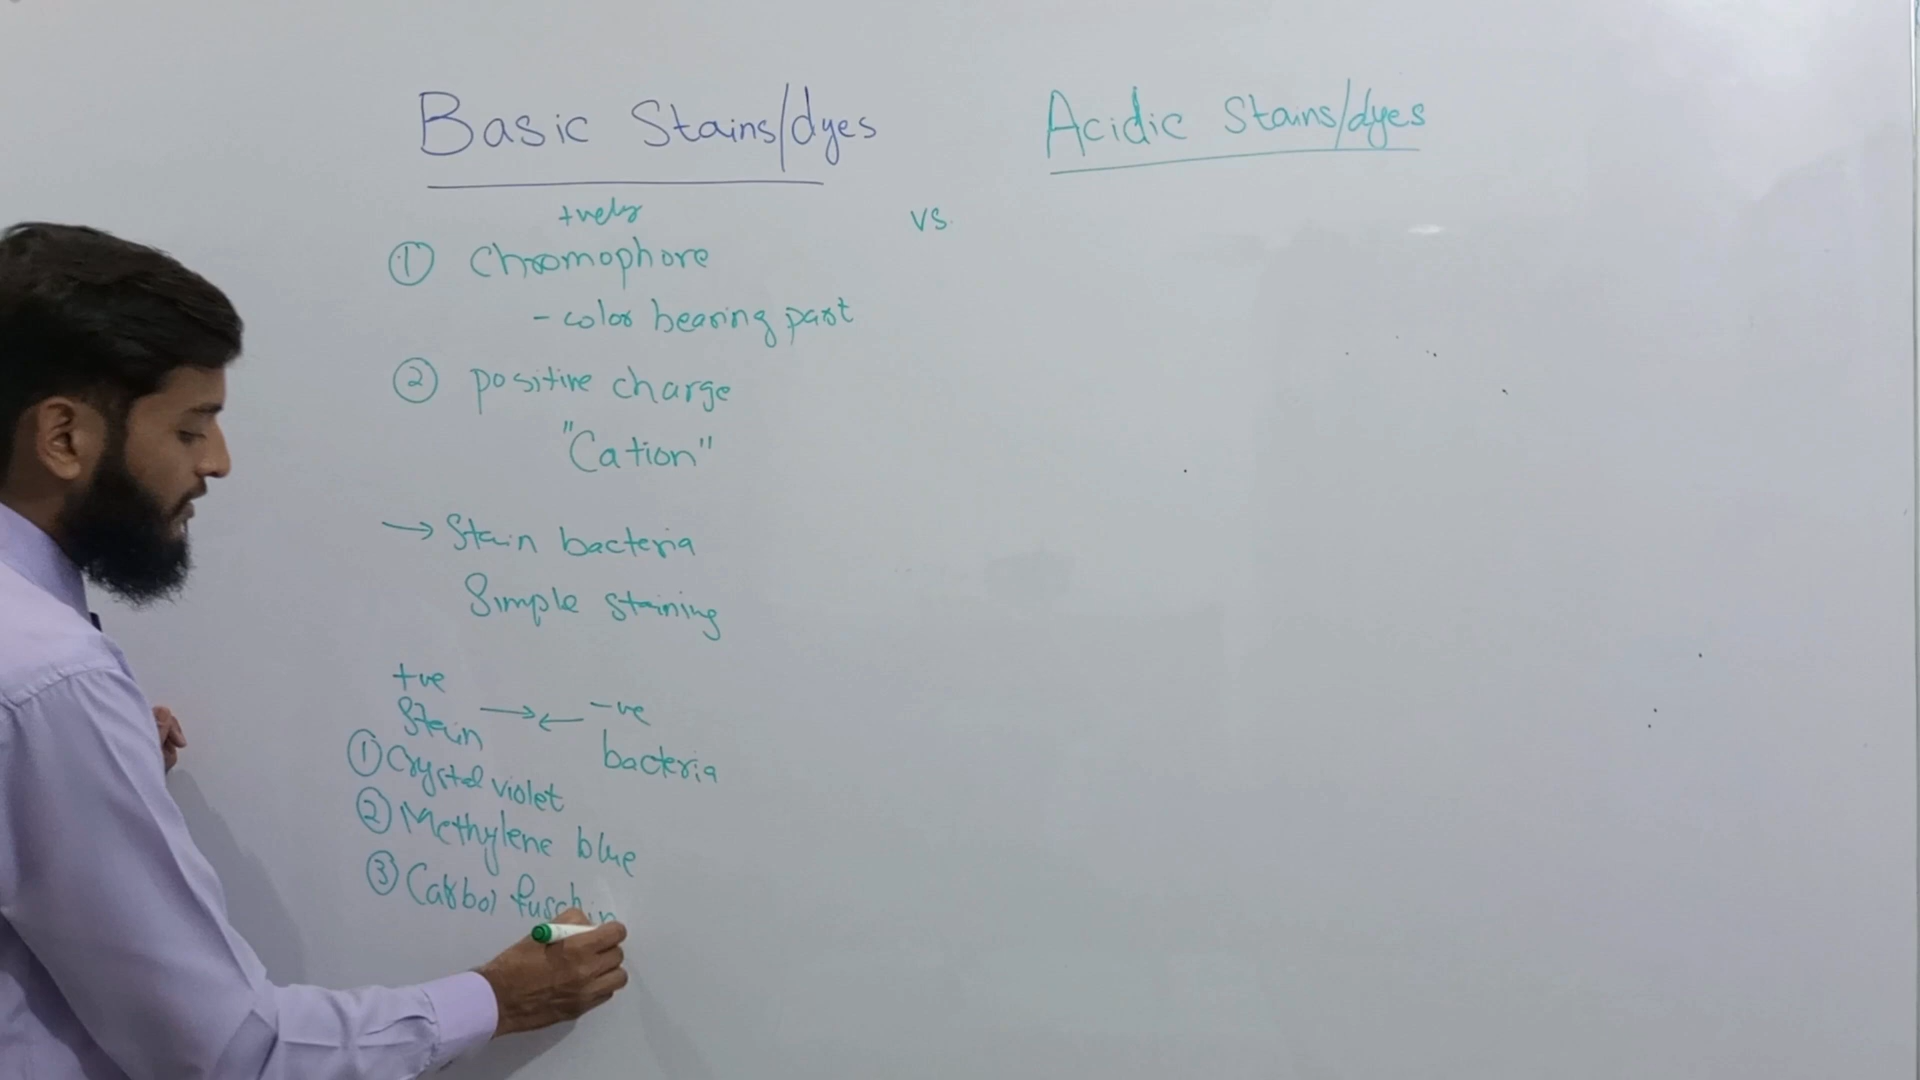 Basic Stains/dyes
Acidic Stains/dyes
vs.
+vely
① Chromophore
- color bearing part
② positive charge
"Cation"
→ Stain bacteria
Simple staining
+ve
Stain → ← -ve
bacteria
① Crystal violet
② Methylene blue
③ Carbol fuschin